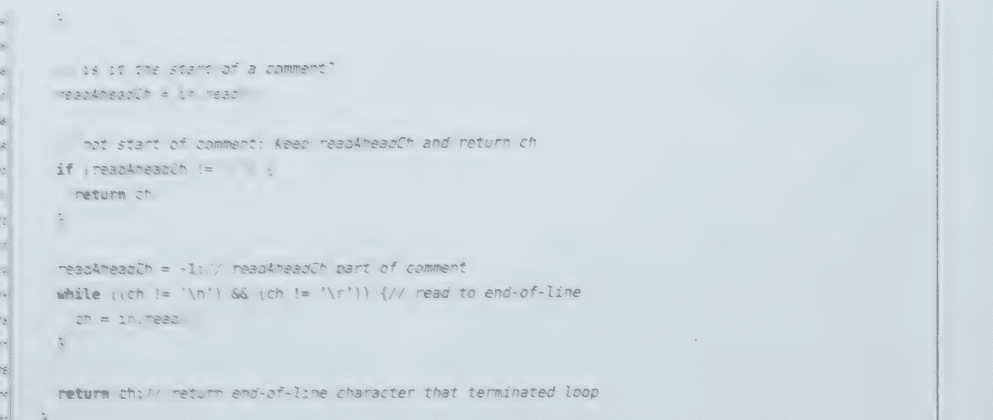 }
is it the start of a comment?
readAheadCh = in.read
not start of comment; keep readAheadCh and return ch
if (readAheadCh !=
return ch
}
readAheadCh = -1;// readAheadCh part of comment
while ((ch != '\n') && (ch != '\r')) {// read to end-of-line
ch = in.read
}
return ch;// return end-of-line character that terminated loop
}